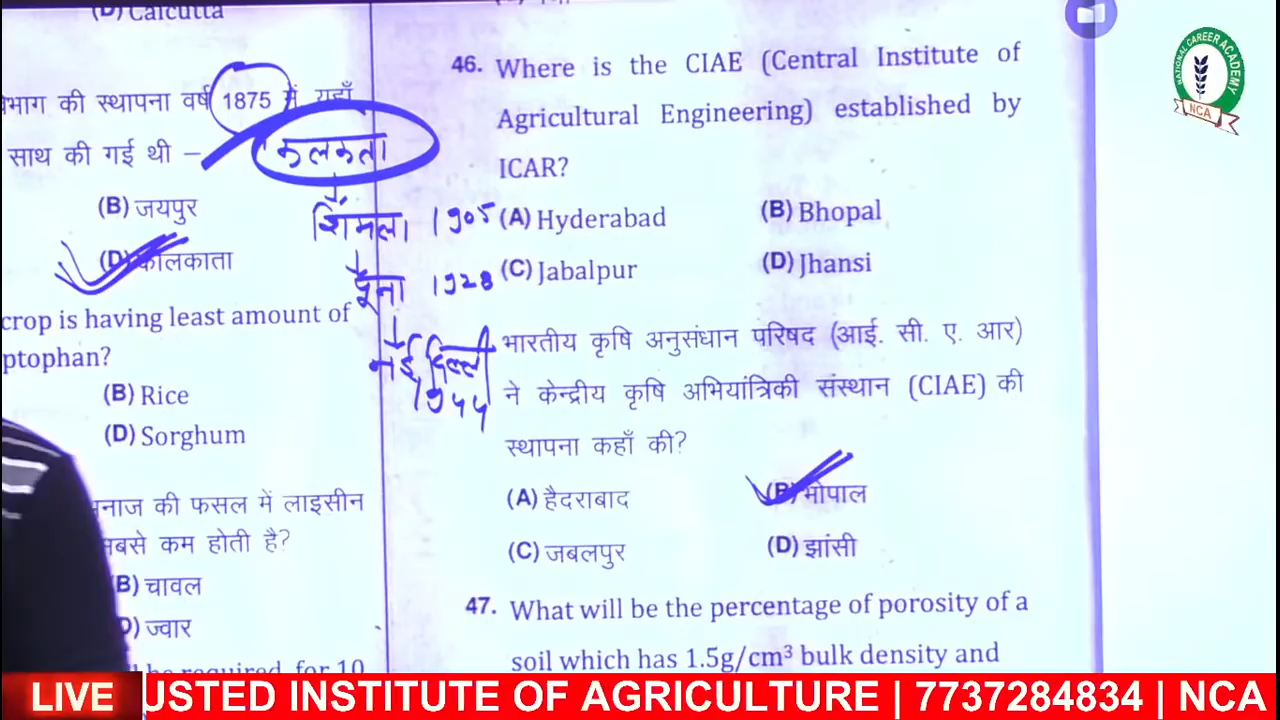 (D) Calcutta
वेभाग की स्थापना वर्ष 1875 में यहाँ
साथ की गई थी –
(B) जयपुर
(D) कोलकाता
कलकता
शिमला 1905
पूना 1928
नई दिल्ली
1944
crop is having least amount of
ptophan?
(B) Rice
(D) Sorghum
नाज की फसल में लाइसीन
सबसे कम होती है?
(B) चावल
(D) ज्वार
be required for 10
46. Where is the CIAE (Central Institute of
Agricultural Engineering) established by
ICAR?
(A) Hyderabad (B) Bhopal
(C) Jabalpur (D) Jhansi
भारतीय कृषि अनुसंधान परिषद (आई. सी. ए. आर)
ने केन्द्रीय कृषि अभियांत्रिकी संस्थान (CIAE) की
स्थापना कहाँ की?
(A) हैदराबाद (B) भोपाल
(C) जबलपुर (D) झांसी
47. What will be the percentage of porosity of a
soil which has 1.5g/cm³ bulk density and
NATIONAL CAREER ACADEMY
NCA
LIVE USTED INSTITUTE OF AGRICULTURE | 7737284834 | NCA